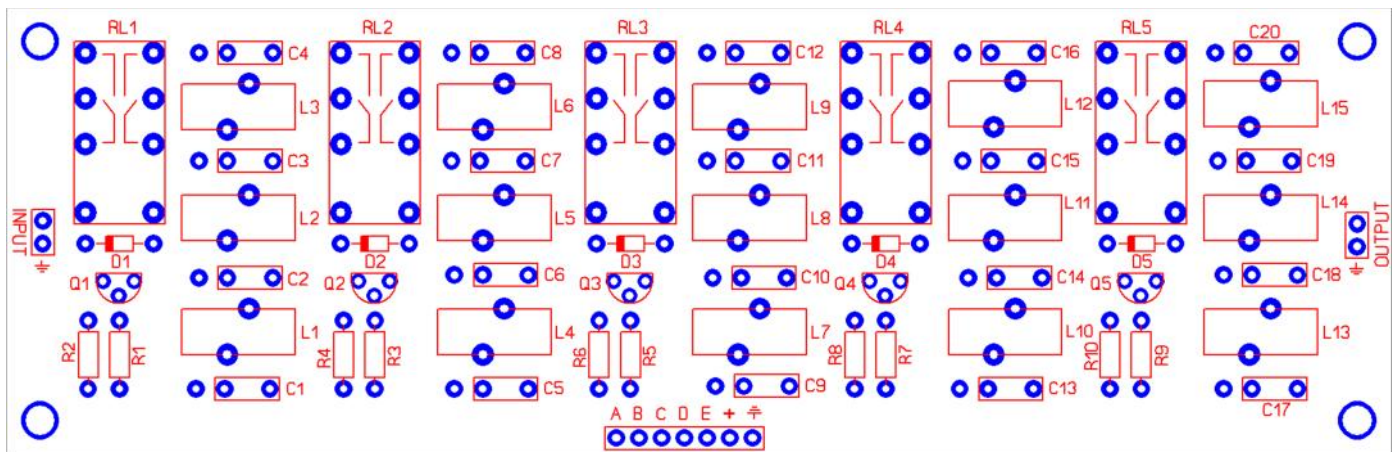 RL1 RL2 RL3 RL4 RL5 C20
C4 C8 C12 C16
L3 L6 L9 L12 L15
C3 C7 C11 C15 C19
INPUT L2 L5 L8 L11 L14 OUTPUT
D1 D2 D3 D4 D5
Q1 C2 Q2 C6 Q3 C10 Q4 C14 Q5 C18
R2 R1 L1 R4 R3 L4 R6 R5 L7 R8 R7 L10 R10 R9 L13
C1 C5 C9 C13 C17
A B C D E +